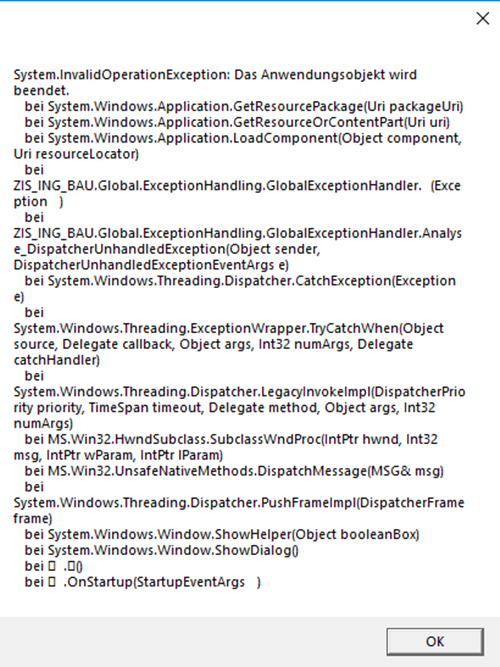 System.InvalidOperationException: Das Anwendungsobjekt wird
beendet.
bei System.Windows.Application.GetResourcePackage(Uri packageUri)
bei System.Windows.Application.GetResourceOrContentPart(Uri uri)
bei System.Windows.Application.LoadComponent(Object component,
Uri resourceLocator)
bei
ZIS_ING_BAU.Global.ExceptionHandling.GlobalExceptionHandler. (Exce
ption )
bei
ZIS_ING_BAU.Global.ExceptionHandling.GlobalExceptionHandler.Analys
e_DispatcherUnhandledException(Object sender,
DispatcherUnhandledExceptionEventArgs e)
bei System.Windows.Threading.Dispatcher.CatchException(Exception
e)
bei
System.Windows.Threading.ExceptionWrapper.TryCatchWhen(Object
source, Delegate callback, Object args, Int32 numArgs, Delegate
catchHandler)
bei
System.Windows.Threading.Dispatcher.LegacyInvokeImpl(DispatcherPrio
rity priority, TimeSpan timeout, Delegate method, Object args, Int32
numArgs)
bei MS.Win32.HwndSubclass.SubclassWndProc(IntPtr hwnd, Int32
msg, IntPtr wParam, IntPtr lParam)
bei MS.Win32.UnsafeNativeMethods.DispatchMessage(MSG& msg)
bei
System.Windows.Threading.Dispatcher.PushFrameImpl(DispatcherFrame
frame)
bei System.Windows.Window.ShowHelper(Object booleanBox)
bei System.Windows.Window.ShowDialog()
bei .()
bei .OnStartup(StartupEventArgs )
OK